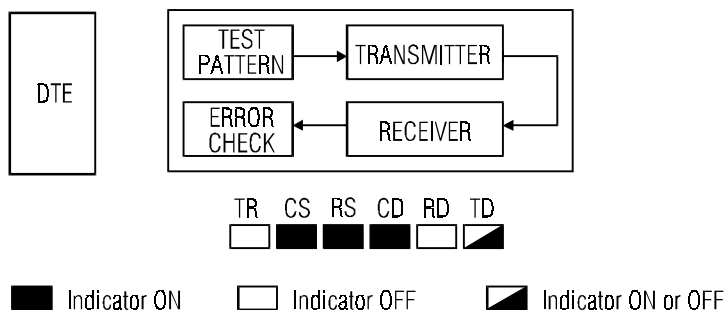 DTE
TEST
PATTERN
TRANSMITTER
ERROR
CHECK
RECEIVER
TR CS RS CD RD TD
Indicator ON
Indicator OFF
Indicator ON or OFF